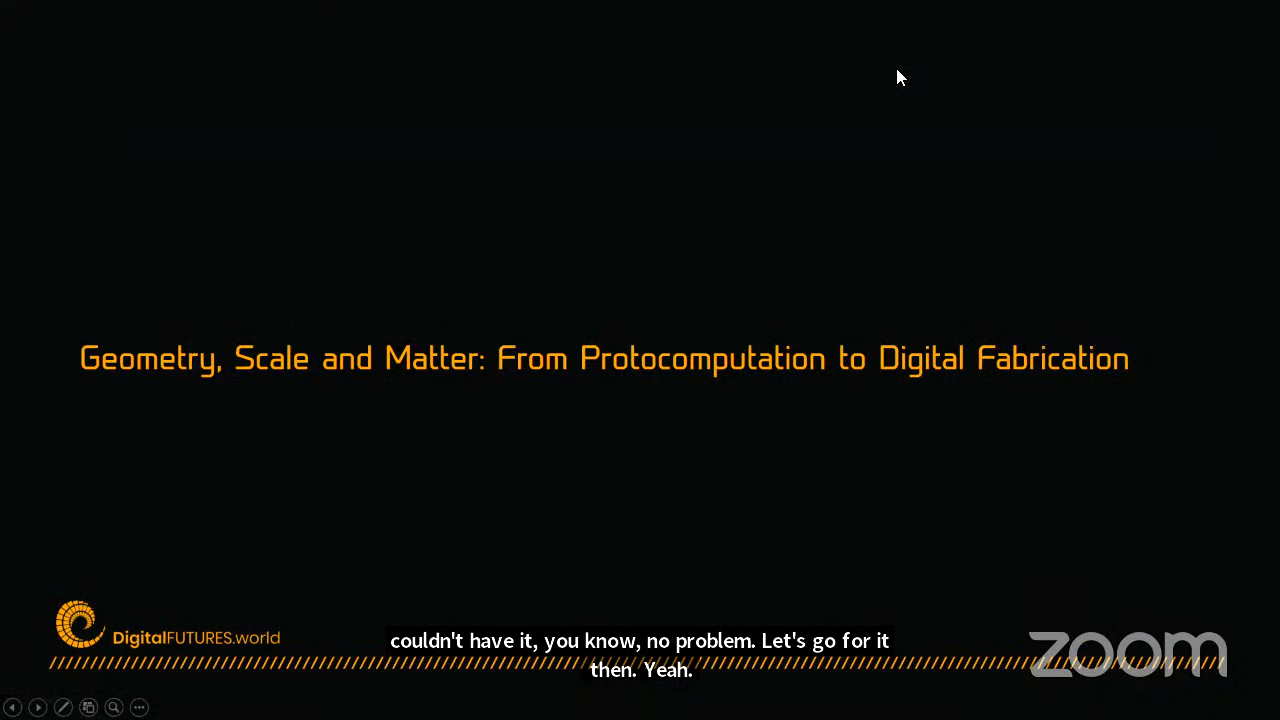 Geometry, Scale and Matter: From Protocomputation to Digital Fabrication
DigitalFUTURES.world
couldn't have it, you know, no problem. Let's go for it
then. Yeah.
zoom